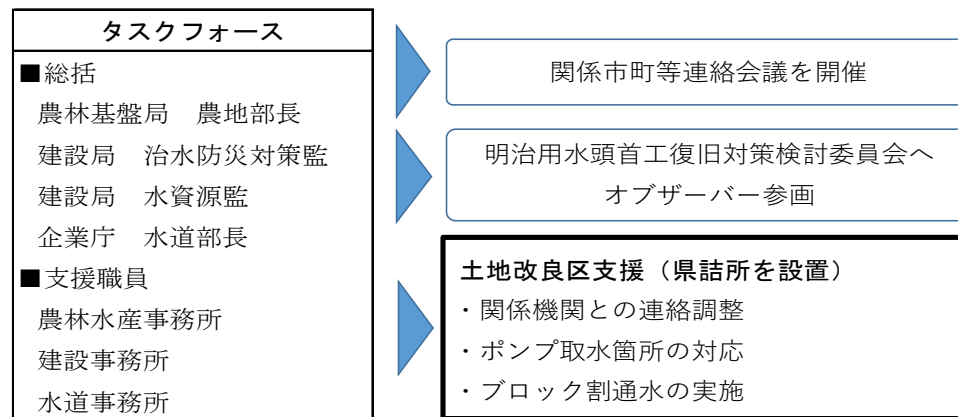 タスクフォース
■総括
農林基盤局　農地部長
建設局　治水防災対策監
建設局　水資源監
企業庁　水道部長
■支援職員
農林水産事務所
建設事務所
水道事務所
関係市町等連絡会議を開催
明治用水頭首工復旧対策検討委員会へ
オブザーバー参画
土地改良区支援（県詰所を設置）
・関係機関との連絡調整
・ポンプ取水箇所の対応
・ブロック割通水の実施